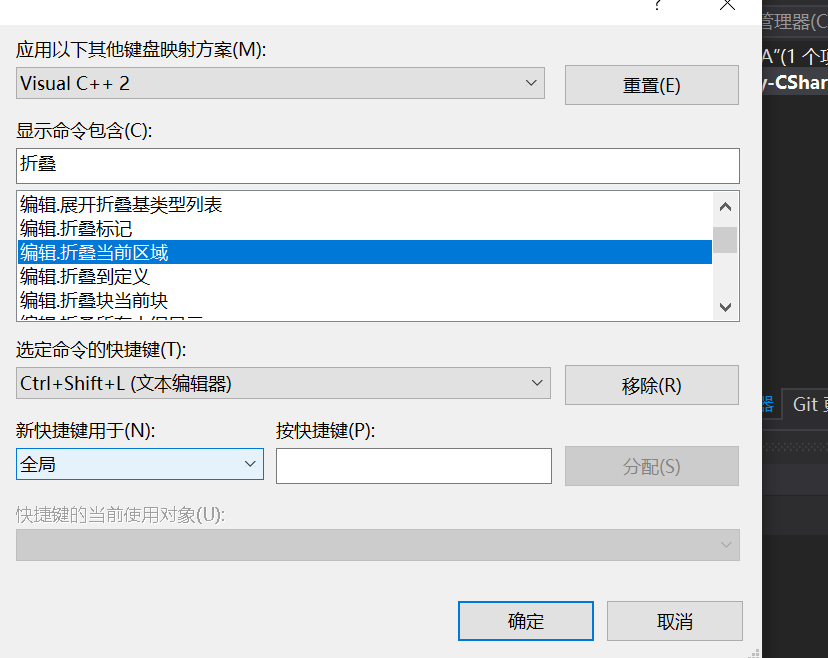 ?
管理器(C
应用以下其他键盘映射方案(M):
A”(1 个
Visual C++ 2
重置(E)
y-CShar
显示命令包含(C):
折叠
编辑.展开折叠基类型列表
编辑.折叠标记
编辑.折叠当前区域
编辑.折叠到定义
编辑.折叠块当前块
选定命令的快捷键(T):
Ctrl+Shift+L (文本编辑器)
移除(R)
器
Git
新快捷键用于(N):
按快捷键(P):
全局
分配(S)
快捷键的当前使用对象(U):
确定
取消